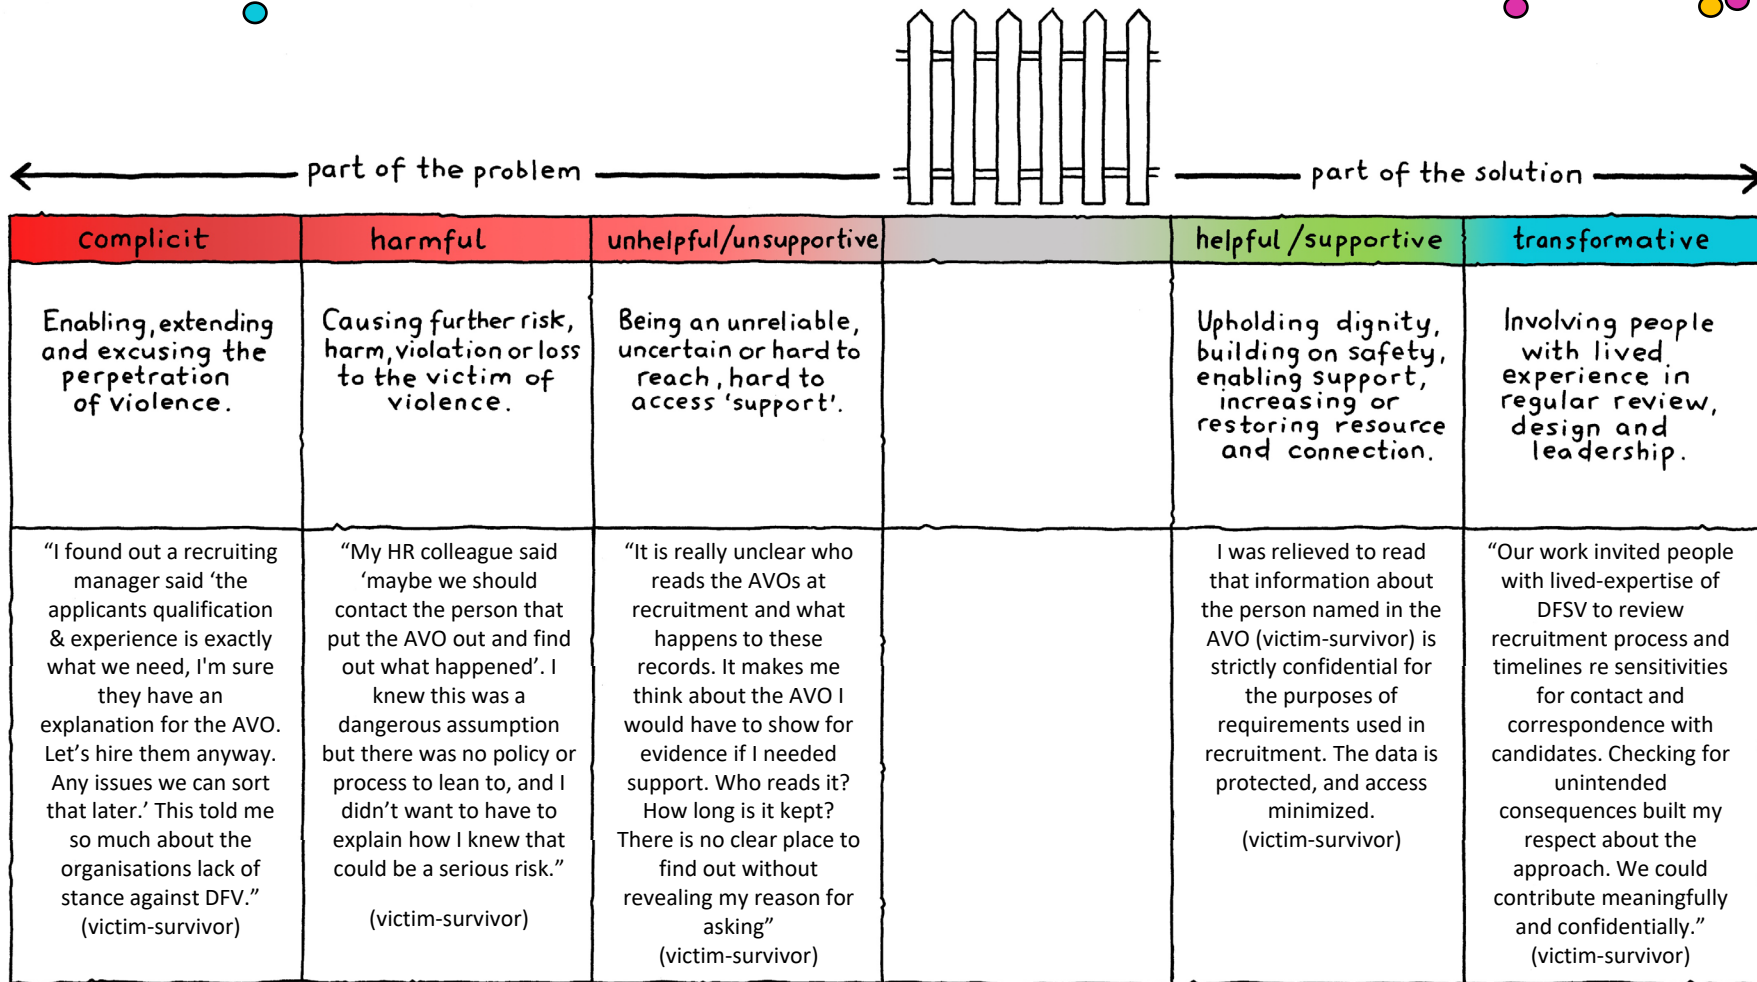 part of the problem
part of the solution
complicit
harmful
unhelpful/unsupportive
helpful/supportive
transformative
Enabling, extending
and excusing the
perpetration
of violence.
Causing further risk,
harm, violation or loss
to the victim of
violence.
Being an unreliable,
uncertain or hard to
reach, hard to
access 'support'.
Upholding dignity,
building on safety,
enabling support,
increasing or
restoring resource
and connection.
Involving people
with lived
experience in
regular review,
design and
leadership.
“I found out a recruiting
manager said ‘the
applicants qualification
& experience is exactly
what we need, I'm sure
they have an
explanation for the AVO.
Let’s hire them anyway.
Any issues we can sort
that later.’ This told me
so much about the
organisations lack of
stance against DFV.”
(victim-survivor)
“My HR colleague said
‘maybe we should
contact the person that
put the AVO out and find
out what happened’. I
knew this was a
dangerous assumption
but there was no policy or
process to lean to, and I
didn’t want to have to
explain how I knew that
could be a serious risk.”
(victim-survivor)
“It is really unclear who
reads the AVOs at
recruitment and what
happens to these
records. It makes me
think about the AVO I
would have to show for
evidence if I needed
support. Who reads it?
How long is it kept?
There is no clear place to
find out without
revealing my reason for
asking”
(victim-survivor)
I was relieved to read
that information about
the person named in the
AVO (victim-survivor) is
strictly confidential for
the purposes of
requirements used in
recruitment. The data is
protected, and access
minimized.
(victim-survivor)
“Our work invited people
with lived-expertise of
DFSV to review
recruitment process and
timelines re sensitivities
for contact and
correspondence with
candidates. Checking for
unintended
consequences built my
respect about the
approach. We could
contribute meaningfully
and confidentially.”
(victim-survivor)